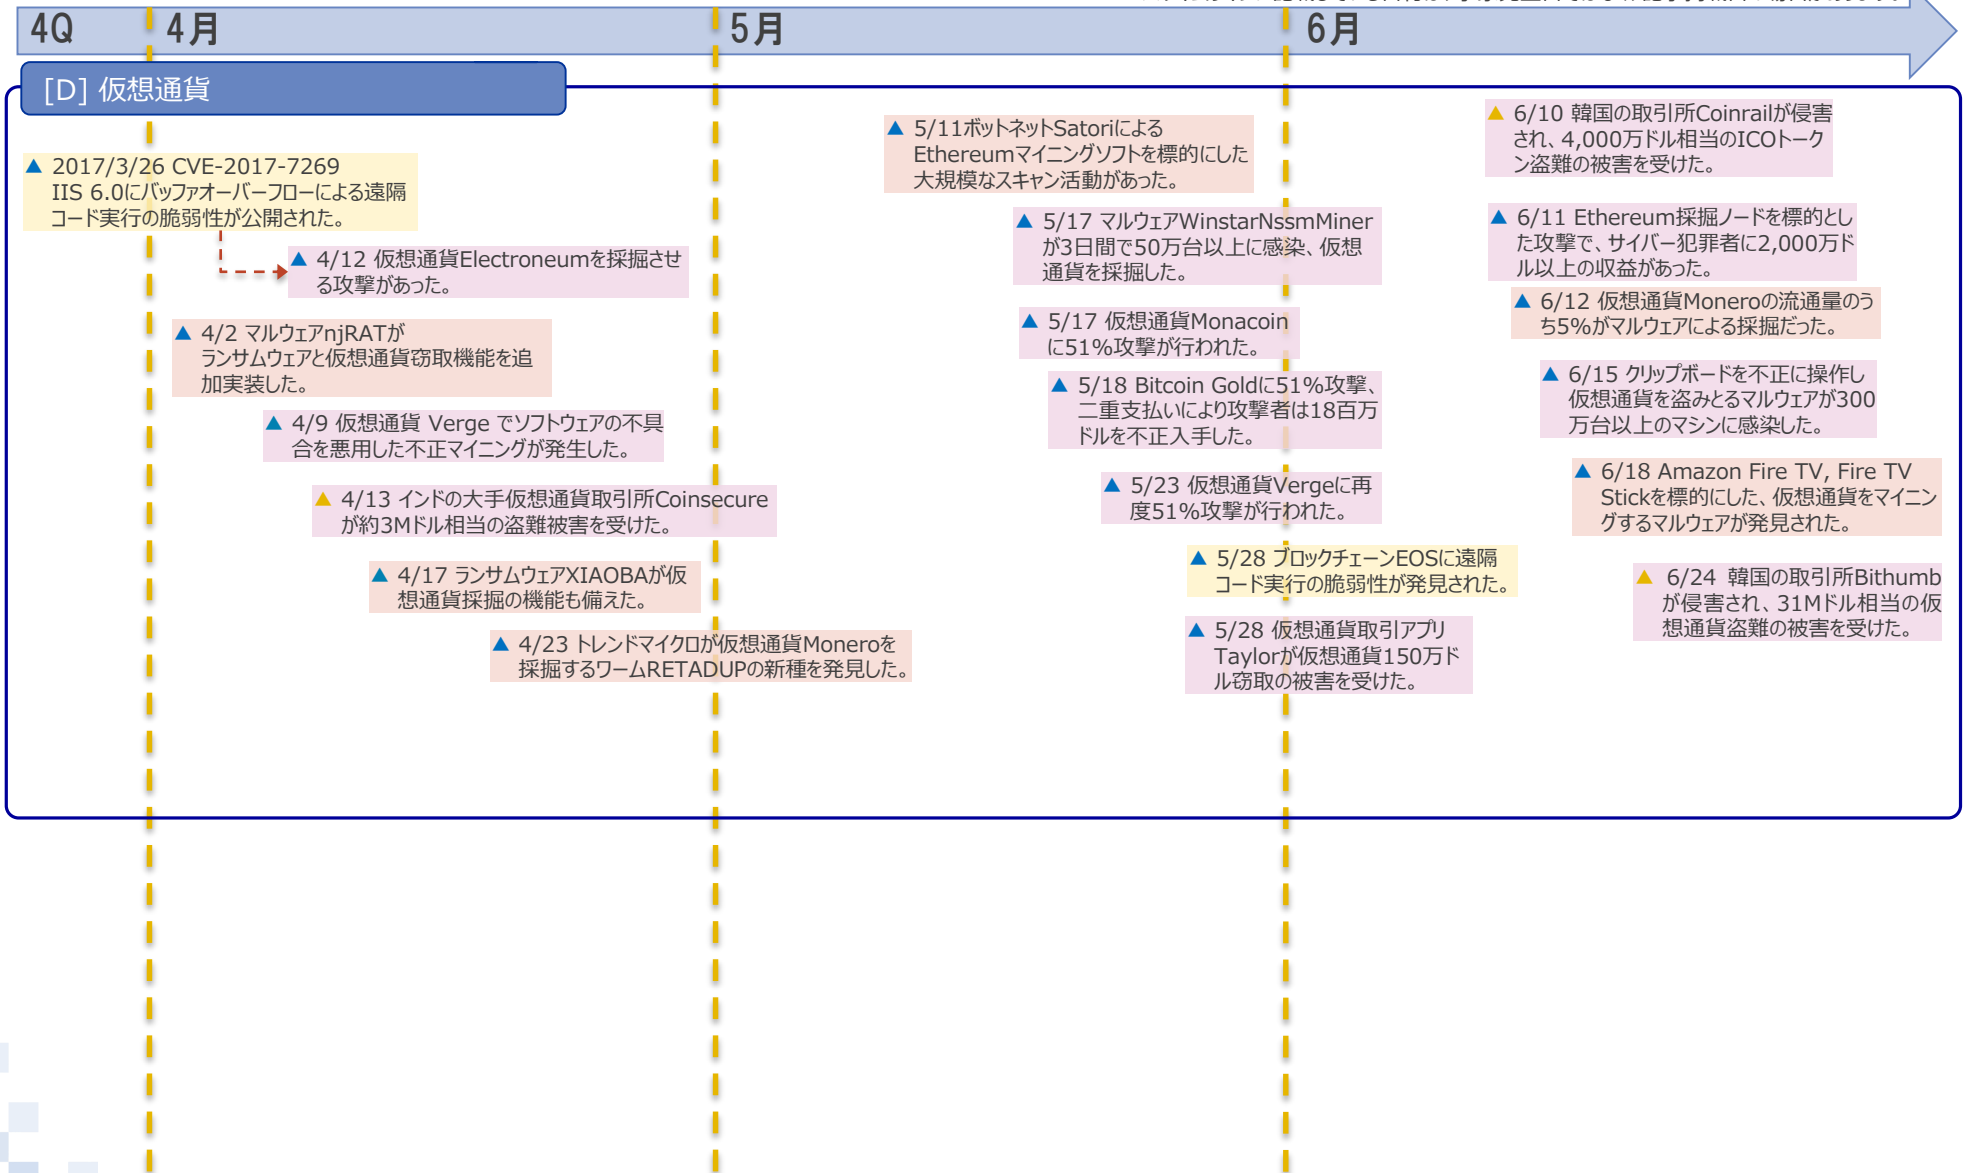 4Q
4月
5月
6月
[D] 仮想通貨
▲ 2017/3/26 CVE-2017-7269
IIS 6.0にバッファオーバーフローによる遠隔
コード実行の脆弱性が公開された。
▲ 4/12 仮想通貨Electroneumを採掘させ
る攻撃があった。
▲ 4/2 マルウェアnjRATが
ランサムウェアと仮想通貨窃取機能を追
加実装した。
▲ 4/9 仮想通貨 Verge でソフトウェアの不具
合を悪用した不正マイニングが発生した。
▲ 4/13 インドの大手仮想通貨取引所Coinsecure
が約3Mドル相当の盗難被害を受けた。
▲ 4/17 ランサムウェアXIAOBAが仮
想通貨採掘の機能も備えた。
▲ 4/23 トレンドマイクロが仮想通貨Moneroを
採掘するワームRETADUPの新種を発見した。
▲ 5/11ボットネットSatoriによる
Ethereumマイニングソフトを標的にした
大規模なスキャン活動があった。
▲ 5/17 マルウェアWinstarNssmMiner
が3日間で50万台以上に感染、仮想
通貨を採掘した。
▲ 5/17 仮想通貨Monacoin
に51%攻撃が行われた。
▲ 5/18 Bitcoin Goldに51%攻撃、
二重支払いにより攻撃者は18百万
ドルを不正入手した。
▲ 5/23 仮想通貨Vergeに再
度51%攻撃が行われた。
▲ 5/28 ブロックチェーンEOSに遠隔
コード実行の脆弱性が発見された。
▲ 5/28 仮想通貨取引アプリ
Taylorが仮想通貨150万ド
ル窃取の被害を受けた。
▲ 6/10 韓国の取引所Coinrailが侵害
され、4,000万ドル相当のICOトーク
ン盗難の被害を受けた。
▲ 6/11 Ethereum採掘ノードを標的とし
た攻撃で、サイバー犯罪者に2,000万ド
ル以上の収益があった。
▲ 6/12 仮想通貨Moneroの流通量のう
ち5%がマルウェアによる採掘だった。
▲ 6/15 クリップボードを不正に操作し
仮想通貨を盗みとるマルウェアが300
万台以上のマシンに感染した。
▲ 6/18 Amazon Fire TV, Fire TV
Stickを標的にした、仮想通貨をマイニン
グするマルウェアが発見された。
▲ 6/24 韓国の取引所Bithumb
が侵害され、31Mドル相当の仮
想通貨盗難の被害を受けた。